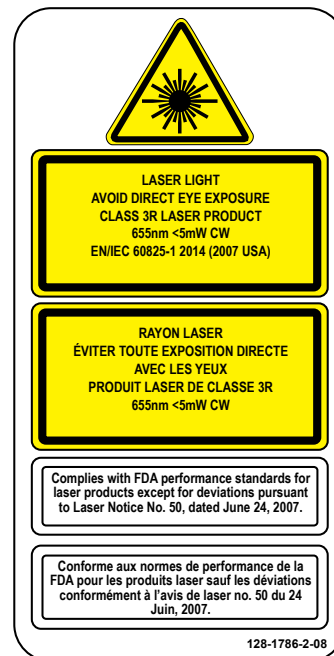 LASER LIGHT
AVOID DIRECT EYE EXPOSURE
CLASS 3R LASER PRODUCT
655nm <5mW CW
EN/IEC 60825-1 2014 (2007 USA)
RAYON LASER
ÉVITER TOUTE EXPOSITION DIRECTE
AVEC LES YEUX
PRODUIT LASER DE CLASSE 3R
655nm <5mW CW
Complies with FDA performance standards for
laser products except for deviations pursuant
to Laser Notice No. 50, dated June 24, 2007.
Conforme aux normes de performance de la
FDA pour les produits laser sauf les déviations
conformément à l'avis de laser no. 50 du 24
Juin, 2007.
128-1786-2-08